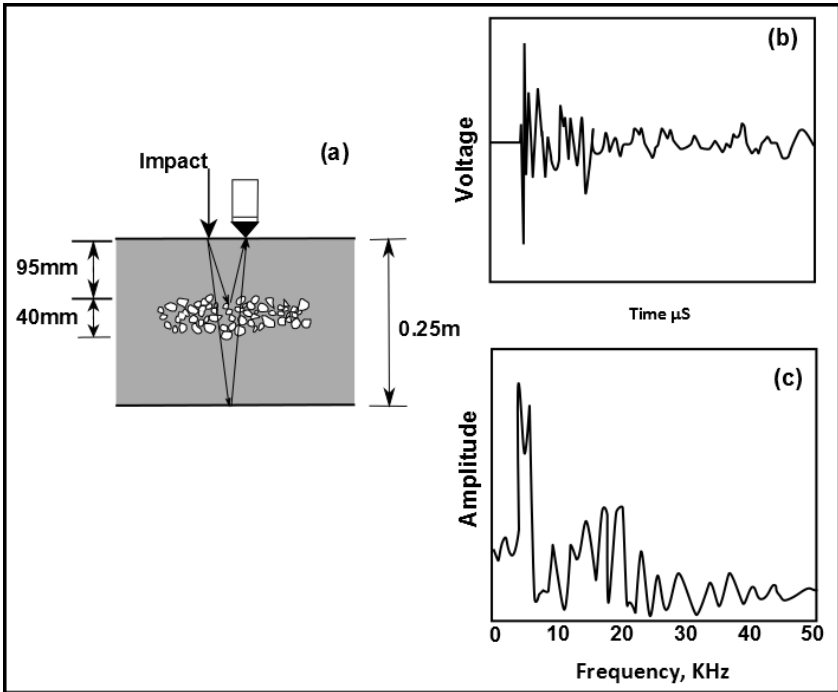 (a)
Impact
95mm
40mm
0.25m
(b)
Voltage
Time µS
(c)
Amplitude
0 10 20 30 40 50
Frequency, KHz